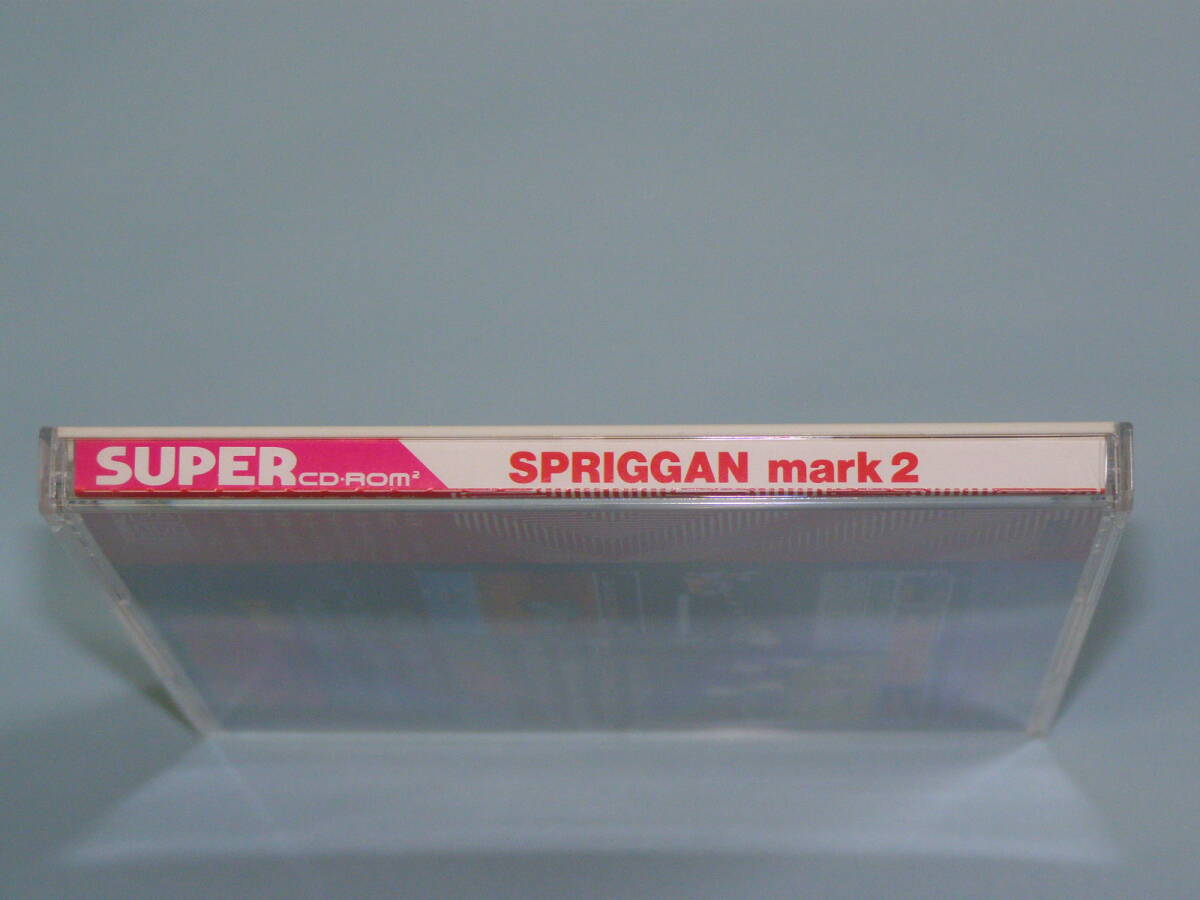 SUPER CD·ROM² SPRIGGAN mark 2